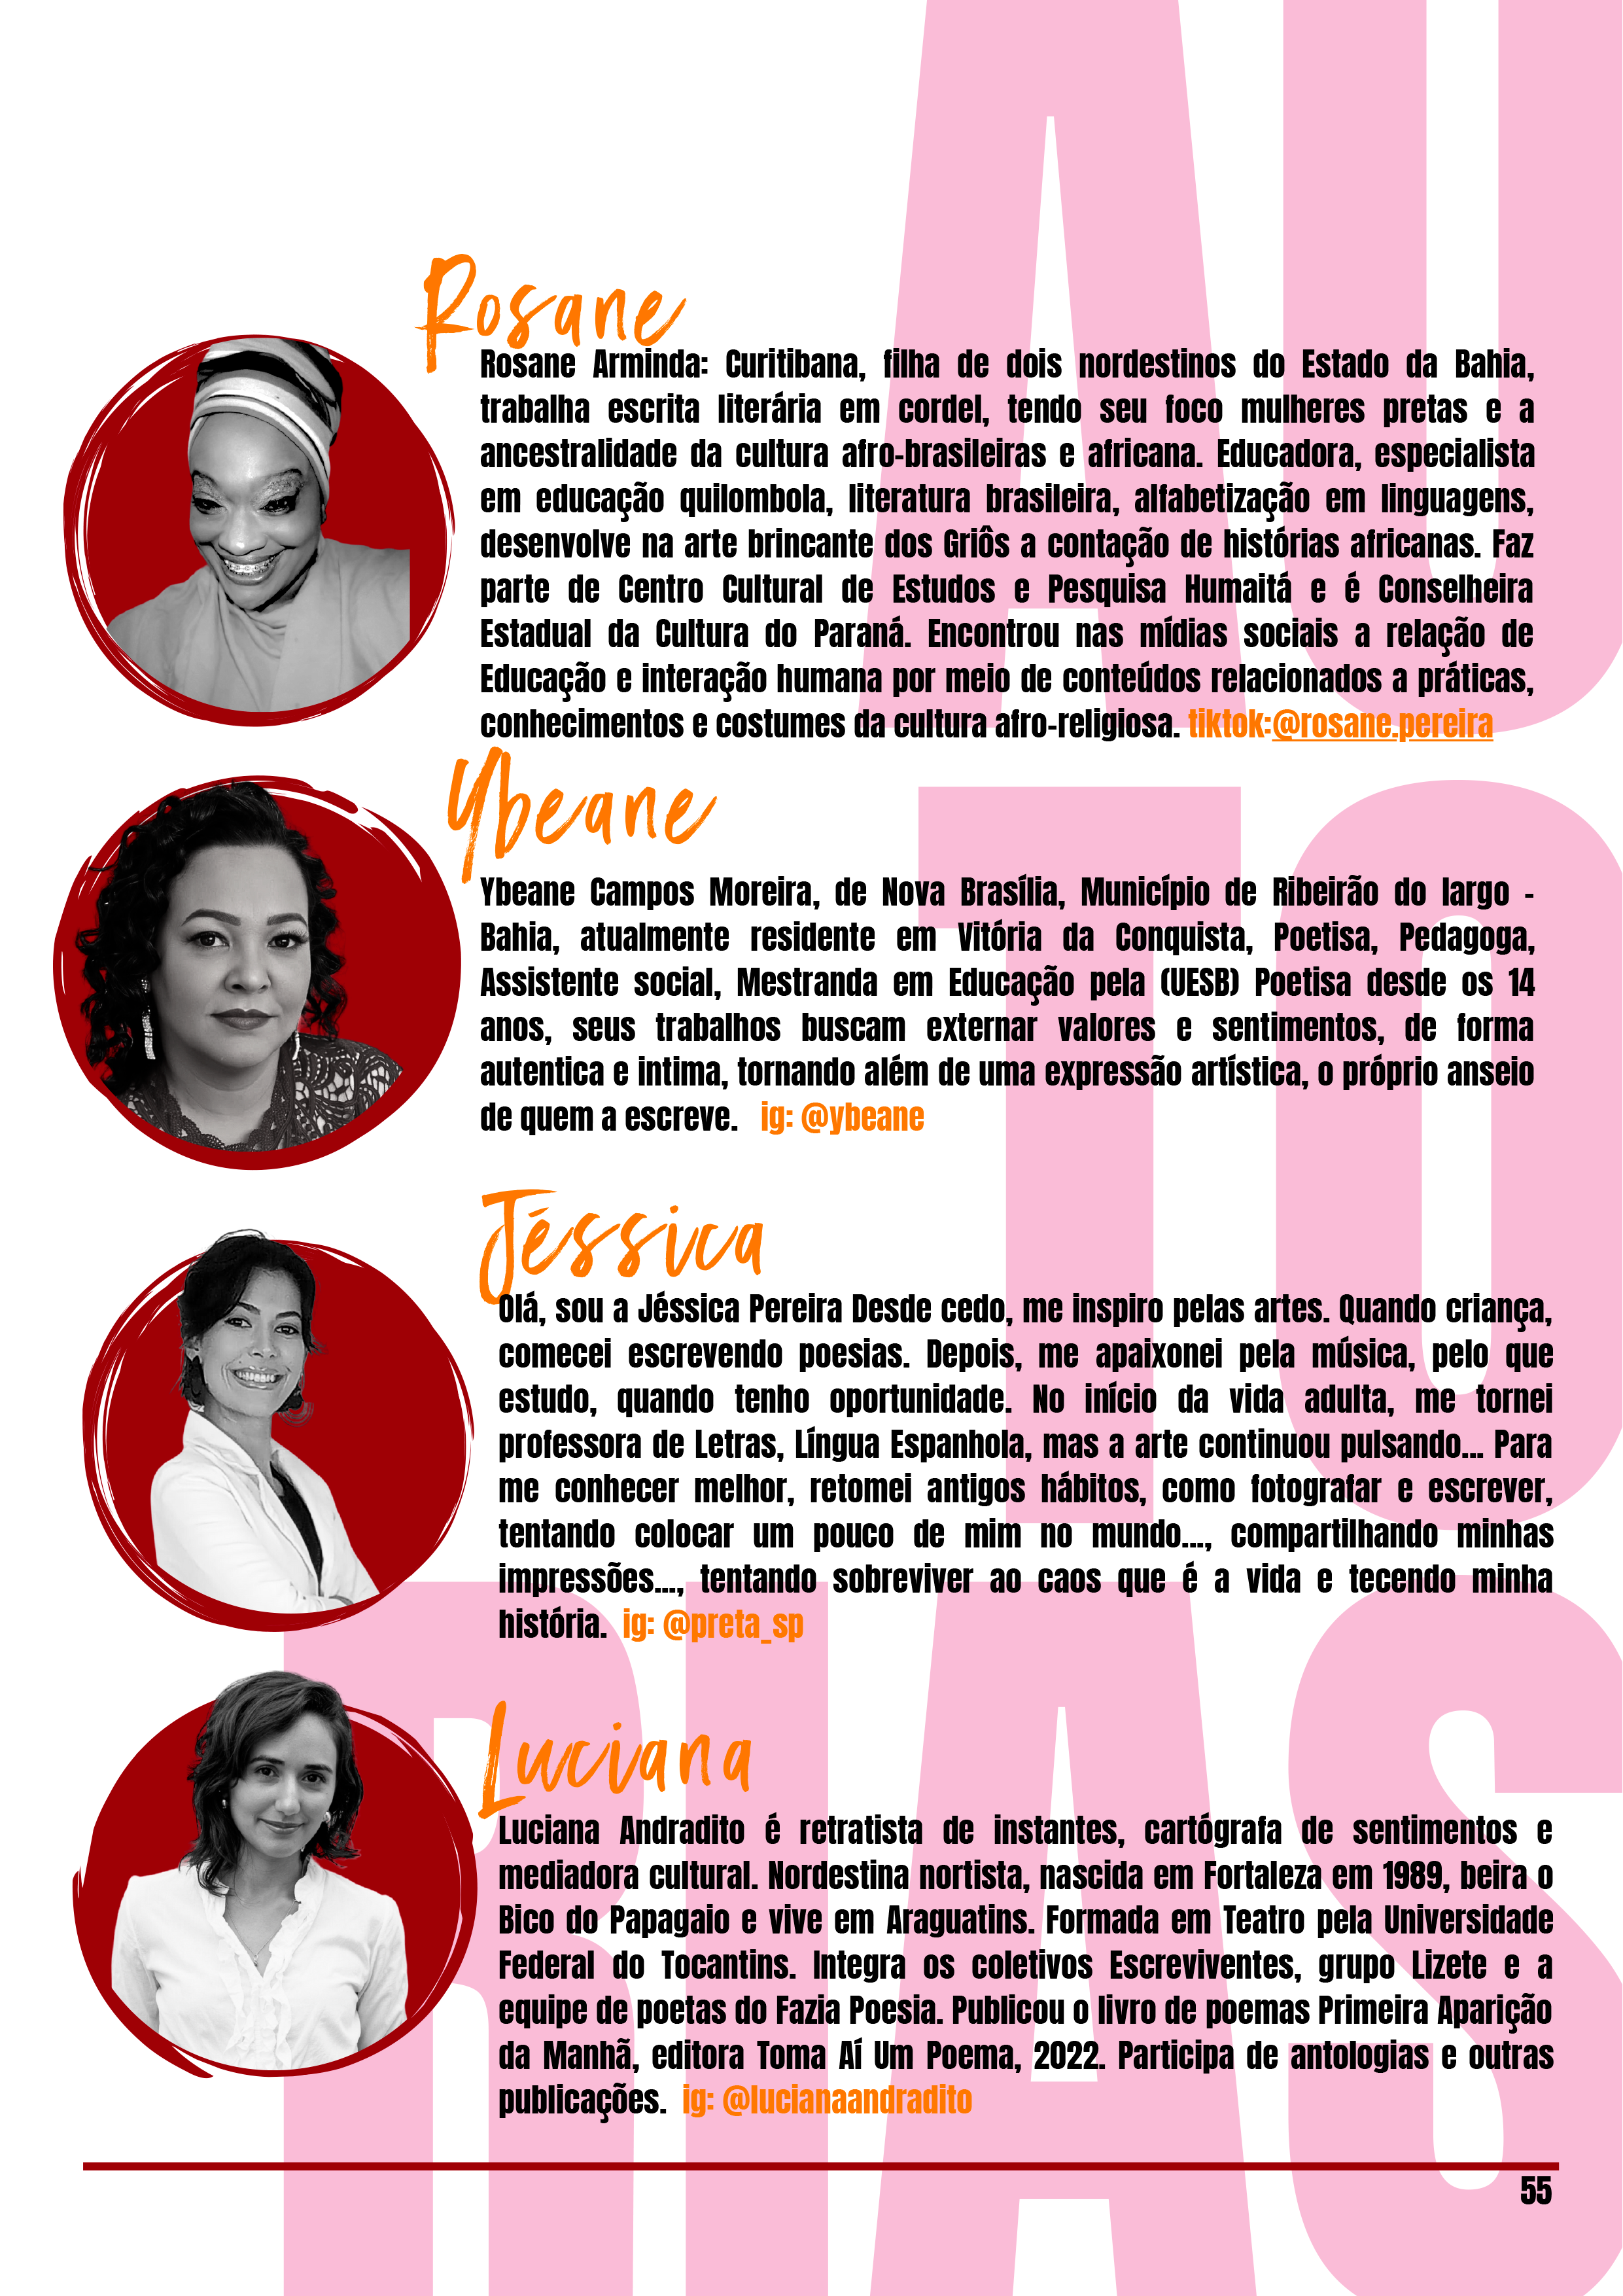 AU
TO
RIAS
Rosane
Rosane Arminda: Curitibana, filha de dois nordestinos do Estado da Bahia,
trabalha escrita literária em cordel, tendo seu foco mulheres pretas e a
ancestralidade da cultura afro-brasileiras e africana. Educadora, especialista
em educação quilombola, literatura brasileira, alfabetização em linguagens,
desenvolve na arte brincante dos Griôs a contação de histórias africanas. Faz
parte de Centro Cultural de Estudos e Pesquisa Humaitá e é Conselheira
Estadual da Cultura do Paraná. Encontrou nas mídias sociais a relação de
Educação e interação humana por meio de conteúdos relacionados a práticas,
conhecimentos e costumes da cultura afro-religiosa. tiktok:@rosane.pereira
Ybeane
Ybeane Campos Moreira, de Nova Brasília, Município de Ribeirão do largo -
Bahia, atualmente residente em Vitória da Conquista, Poetisa, Pedagoga,
Assistente social, Mestranda em Educação pela (UESB) Poetisa desde os 14
anos, seus trabalhos buscam externar valores e sentimentos, de forma
autentica e intima, tornando além de uma expressão artística, o próprio anseio
de quem a escreve. ig: @ybeane
Jéssica
Olá, sou a Jéssica Pereira Desde cedo, me inspiro pelas artes. Quando criança,
comecei escrevendo poesias. Depois, me apaixonei pela música, pelo que
estudo, quando tenho oportunidade. No início da vida adulta, me tornei
professora de Letras, Língua Espanhola, mas a arte continuou pulsando... Para
me conhecer melhor, retomei antigos hábitos, como fotografar e escrever,
tentando colocar um pouco de mim no mundo..., compartilhando minhas
impressões..., tentando sobreviver ao caos que é a vida e tecendo minha
história. ig: @preta_sp
Luciana
Luciana Andradito é retratista de instantes, cartógrafa de sentimentos e
mediadora cultural. Nordestina nortista, nascida em Fortaleza em 1989, beira o
Bico do Papagaio e vive em Araguatins. Formada em Teatro pela Universidade
Federal do Tocantins. Integra os coletivos Escreviventes, grupo Lizete e a
equipe de poetas do Fazia Poesia. Publicou o livro de poemas Primeira Aparição
da Manhã, editora Toma Aí Um Poema, 2022. Participa de antologias e outras
publicações. ig: @lucianaandradito
55